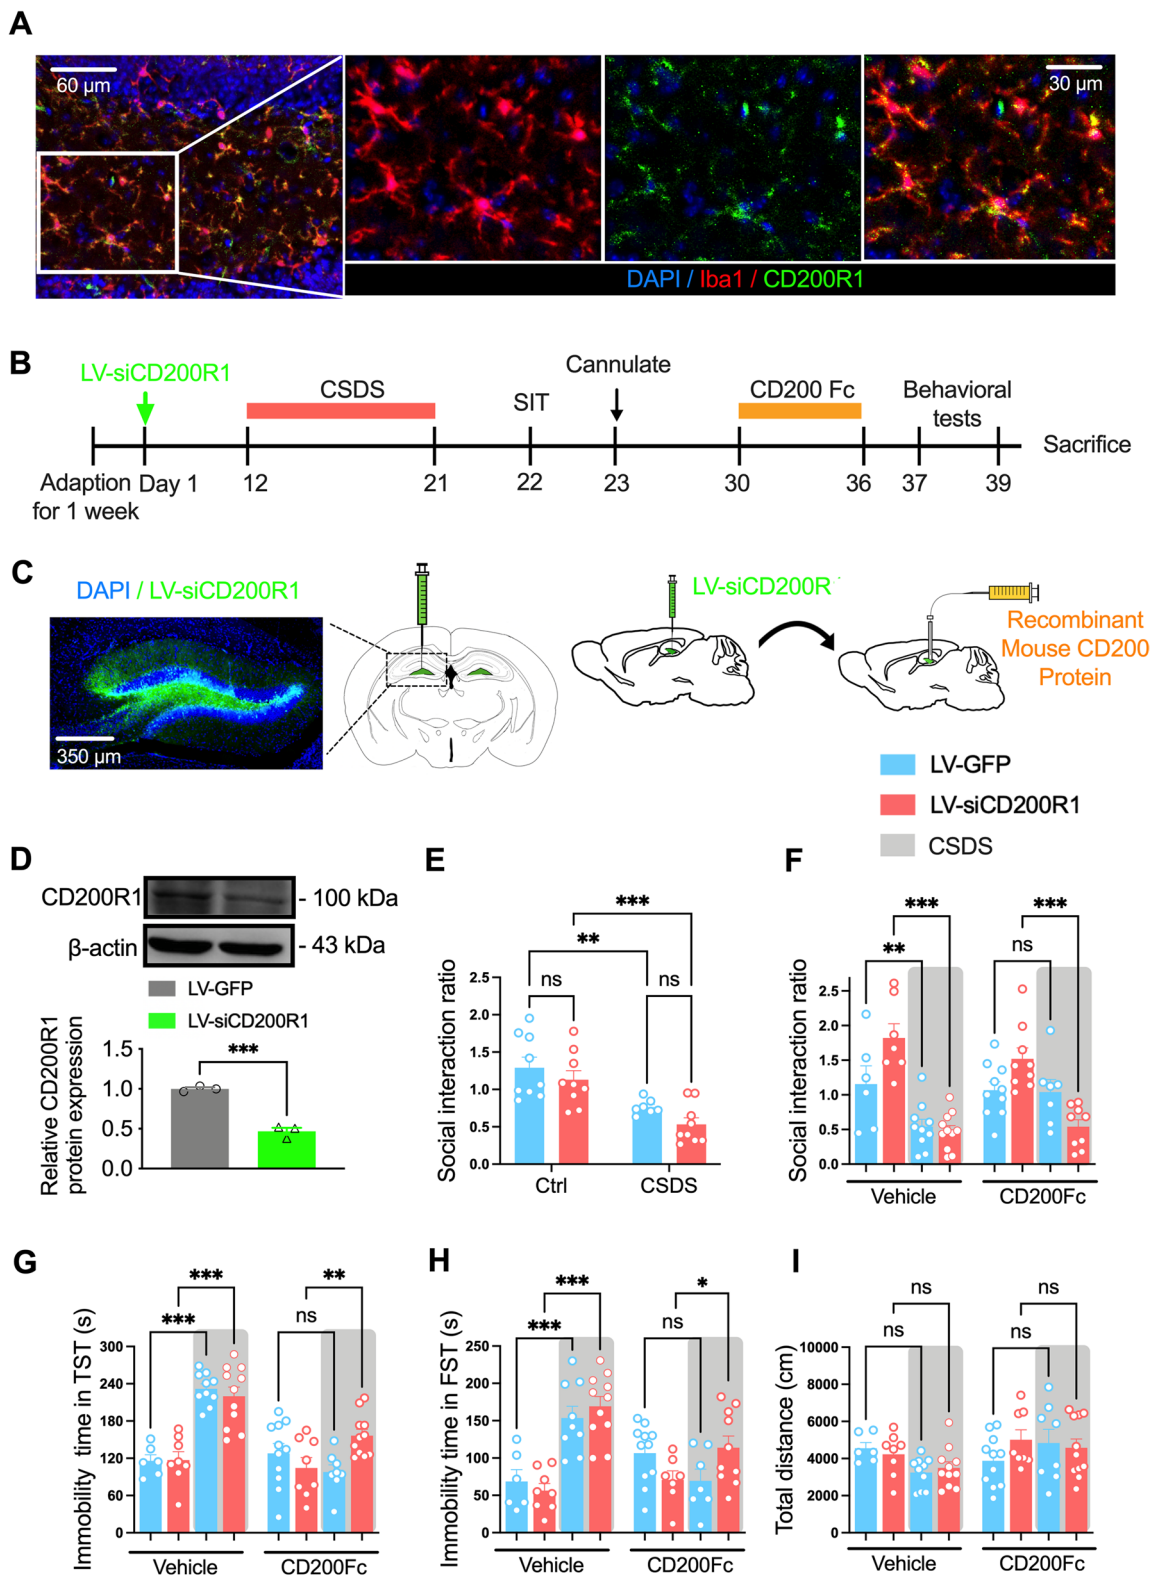 A
60 µm
30 µm
DAPI / Iba1 / CD200R1
B
LV-siCD200R1
CSDS
SIT
Cannulate
CD200 Fc
Behavioral
tests
Sacrifice
Adaption
for 1 week
Day 1
12
21
22
23
30
36
37
39
C
DAPI / LV-siCD200R1
350 µm
LV-siCD200R
Recombinant
Mouse CD200
Protein
LV-GFP
LV-siCD200R1
CSDS
D
CD200R1
- 100 kDa
β-actin
- 43 kDa
LV-GFP
LV-siCD200R1
Relative CD200R1
protein expression
1.5
1.0
0.5
0.0
***
E
Social interaction ratio
2.5
2.0
1.5
1.0
0.5
0.0
***
**
ns
ns
Ctrl
CSDS
F
Social interaction ratio
2.5
2.0
1.5
1.0
0.5
0.0
***
**
***
ns
Vehicle
CD200Fc
G
Immobility time in TST (s)
300
240
180
120
60
0
***
***
**
ns
Vehicle
CD200Fc
H
Immobility time in FST (s)
250
200
150
100
50
0
***
***
*
ns
Vehicle
CD200Fc
I
Total distance (cm)
10000
8000
6000
4000
2000
0
ns
ns
ns
ns
Vehicle
CD200Fc